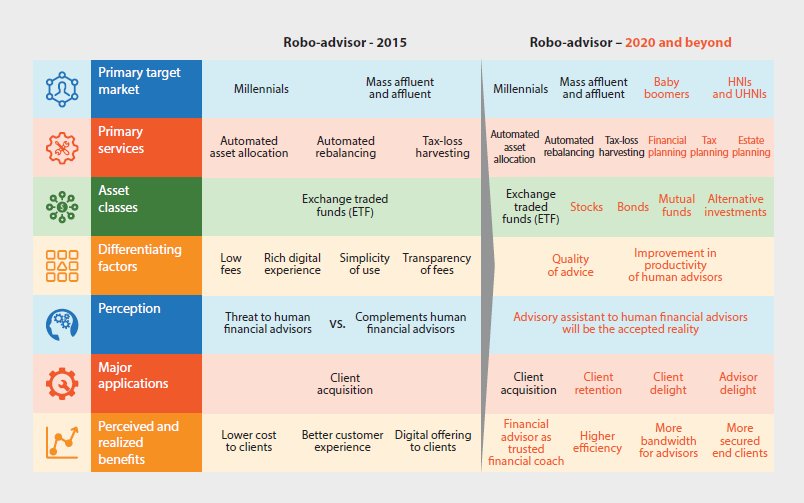 Robo-advisor - 2015
Robo-advisor – 2020 and beyond
Primary target
market
Millennials
Mass affluent
and affluent
Millennials
Mass affluent
and affluent
Baby
boomers
HNIs
and UHNIs
Primary
services
Automated
asset allocation
Automated
rebalancing
Tax-loss
harvesting
Automated
asset
allocation
Automated
rebalancing
Tax-loss
harvesting
Financial
planning
Tax
planning
Estate
planning
Asset
classes
Exchange traded
funds (ETF)
Exchange
traded
funds (ETF)
Stocks
Bonds
Mutual
funds
Alternative
investments
Differentiating
factors
Low
fees
Rich digital
experience
Simplicity
of use
Transparency
of fees
Quality
of advice
Improvement in
productivity
of human advisors
Perception
Threat to human
financial advisors
vs.
Complements human
financial advisors
Advisory assistant to human financial advisors
will be the accepted reality
Major
applications
Client
acquisition
Client
acquisition
Client
retention
Client
delight
Advisor
delight
Perceived and
realized
benefits
Lower cost
to clients
Better customer
experience
Digital offering
to clients
Financial
advisor as
trusted
financial coach
Higher
efficiency
More
bandwidth
for advisors
More
secured
end clients